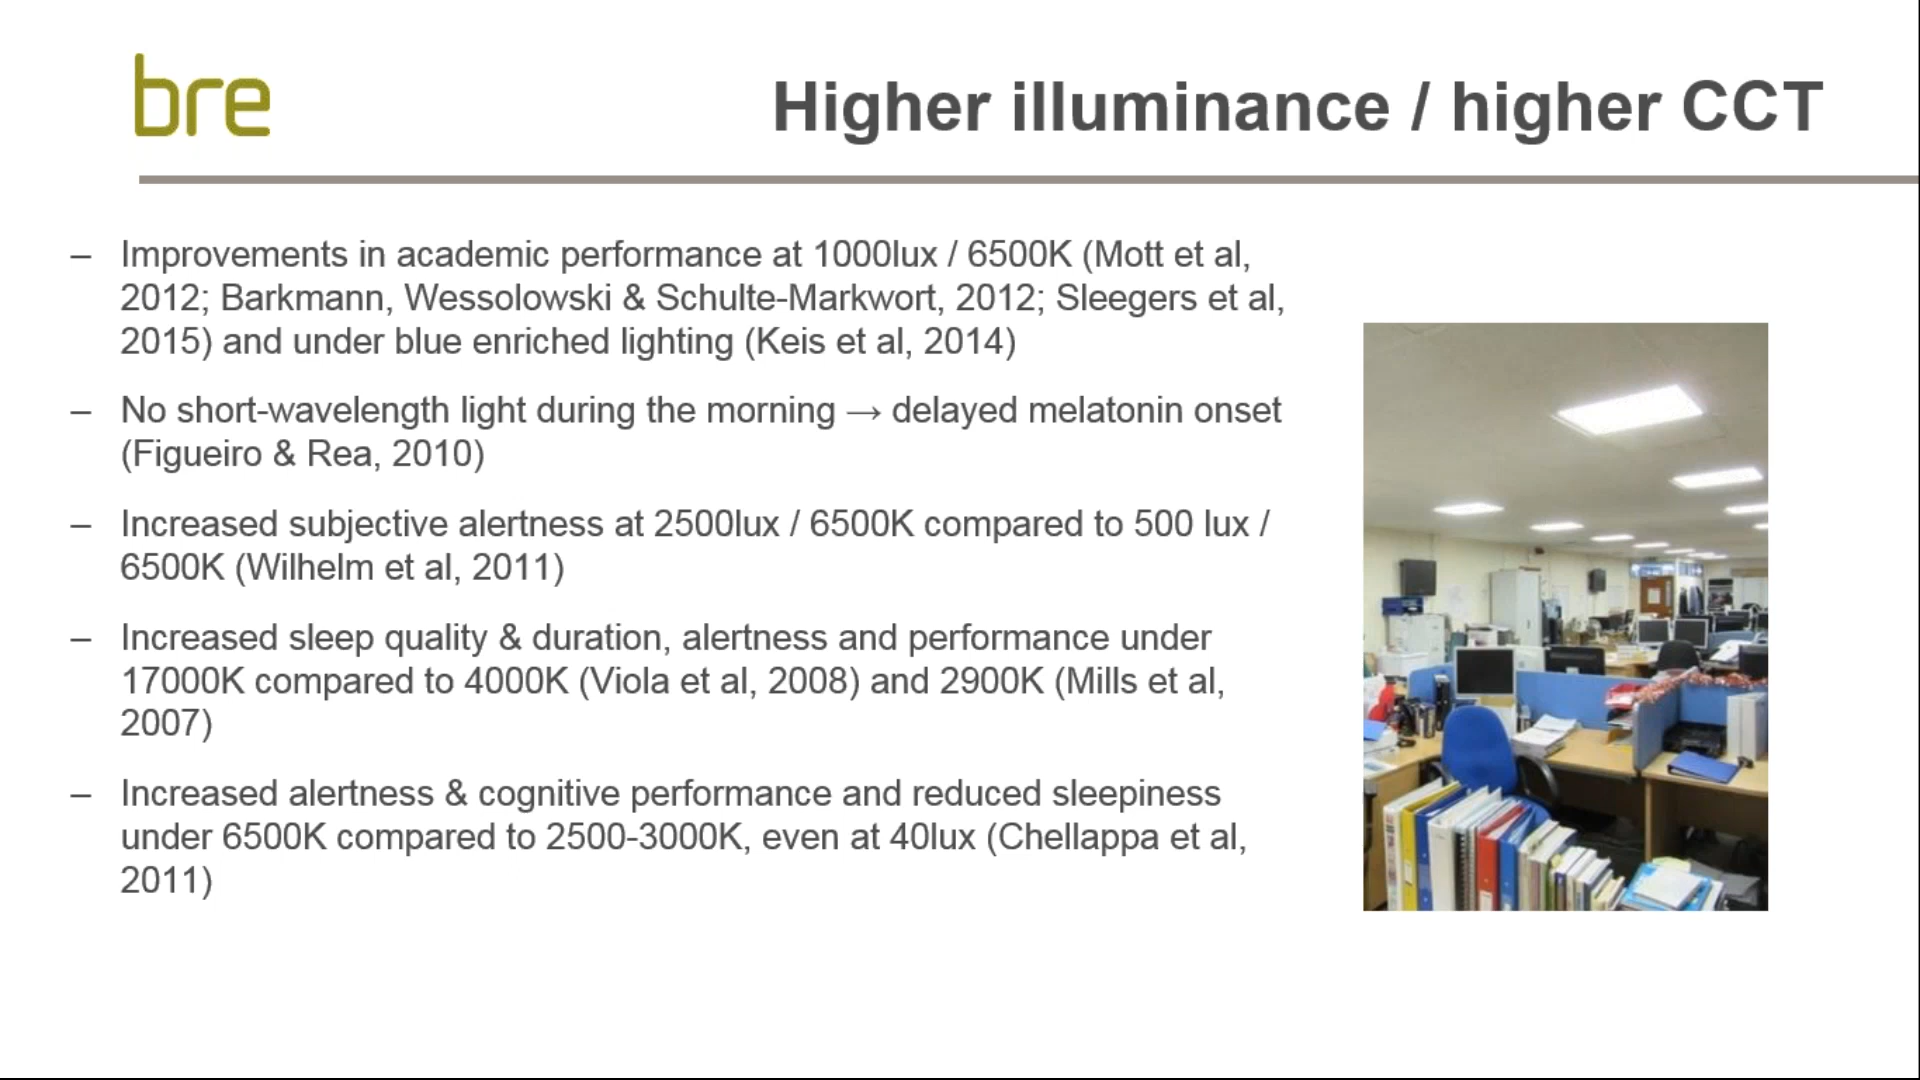 bre
Higher illuminance / higher CCT
– Improvements in academic performance at 1000lux / 6500K (Mott et al,
2012; Barkmann, Wessolowski & Schulte-Markwort, 2012; Sleegers et al,
2015) and under blue enriched lighting (Keis et al, 2014)
– No short-wavelength light during the morning → delayed melatonin onset
(Figueiro & Rea, 2010)
– Increased subjective alertness at 2500lux / 6500K compared to 500 lux /
6500K (Wilhelm et al, 2011)
– Increased sleep quality & duration, alertness and performance under
17000K compared to 4000K (Viola et al, 2008) and 2900K (Mills et al,
2007)
– Increased alertness & cognitive performance and reduced sleepiness
under 6500K compared to 2500-3000K, even at 40lux (Chellappa et al,
2011)